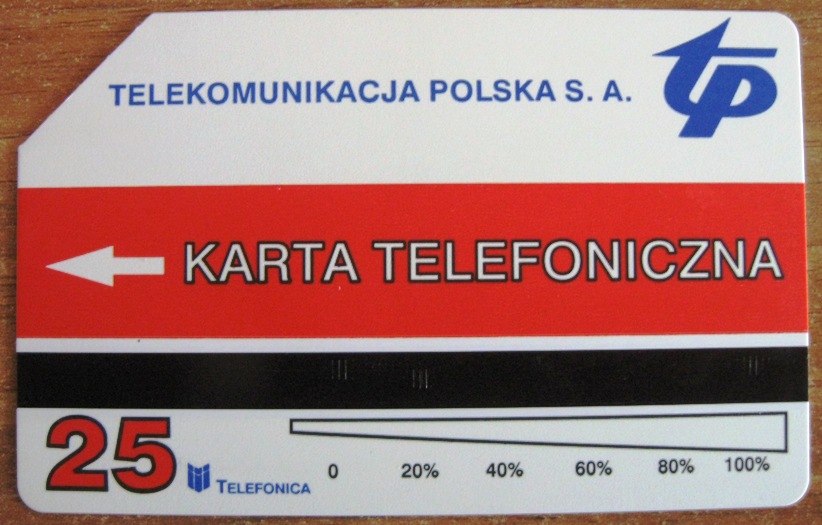 TELEKOMUNIKACJA POLSKA S. A.
tp
KARTA TELEFONICZNA
25
TELEFONICA
0 20% 40% 60% 80% 100%